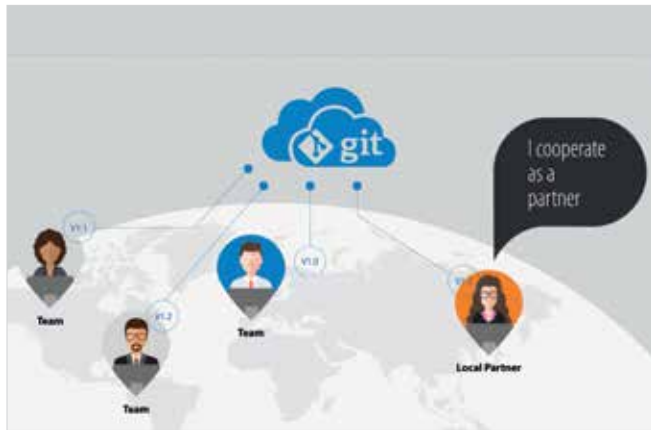 git
I cooperate
as a
partner
V1.1
V1.0
V1.2
Team
Team
Team
Local Partner